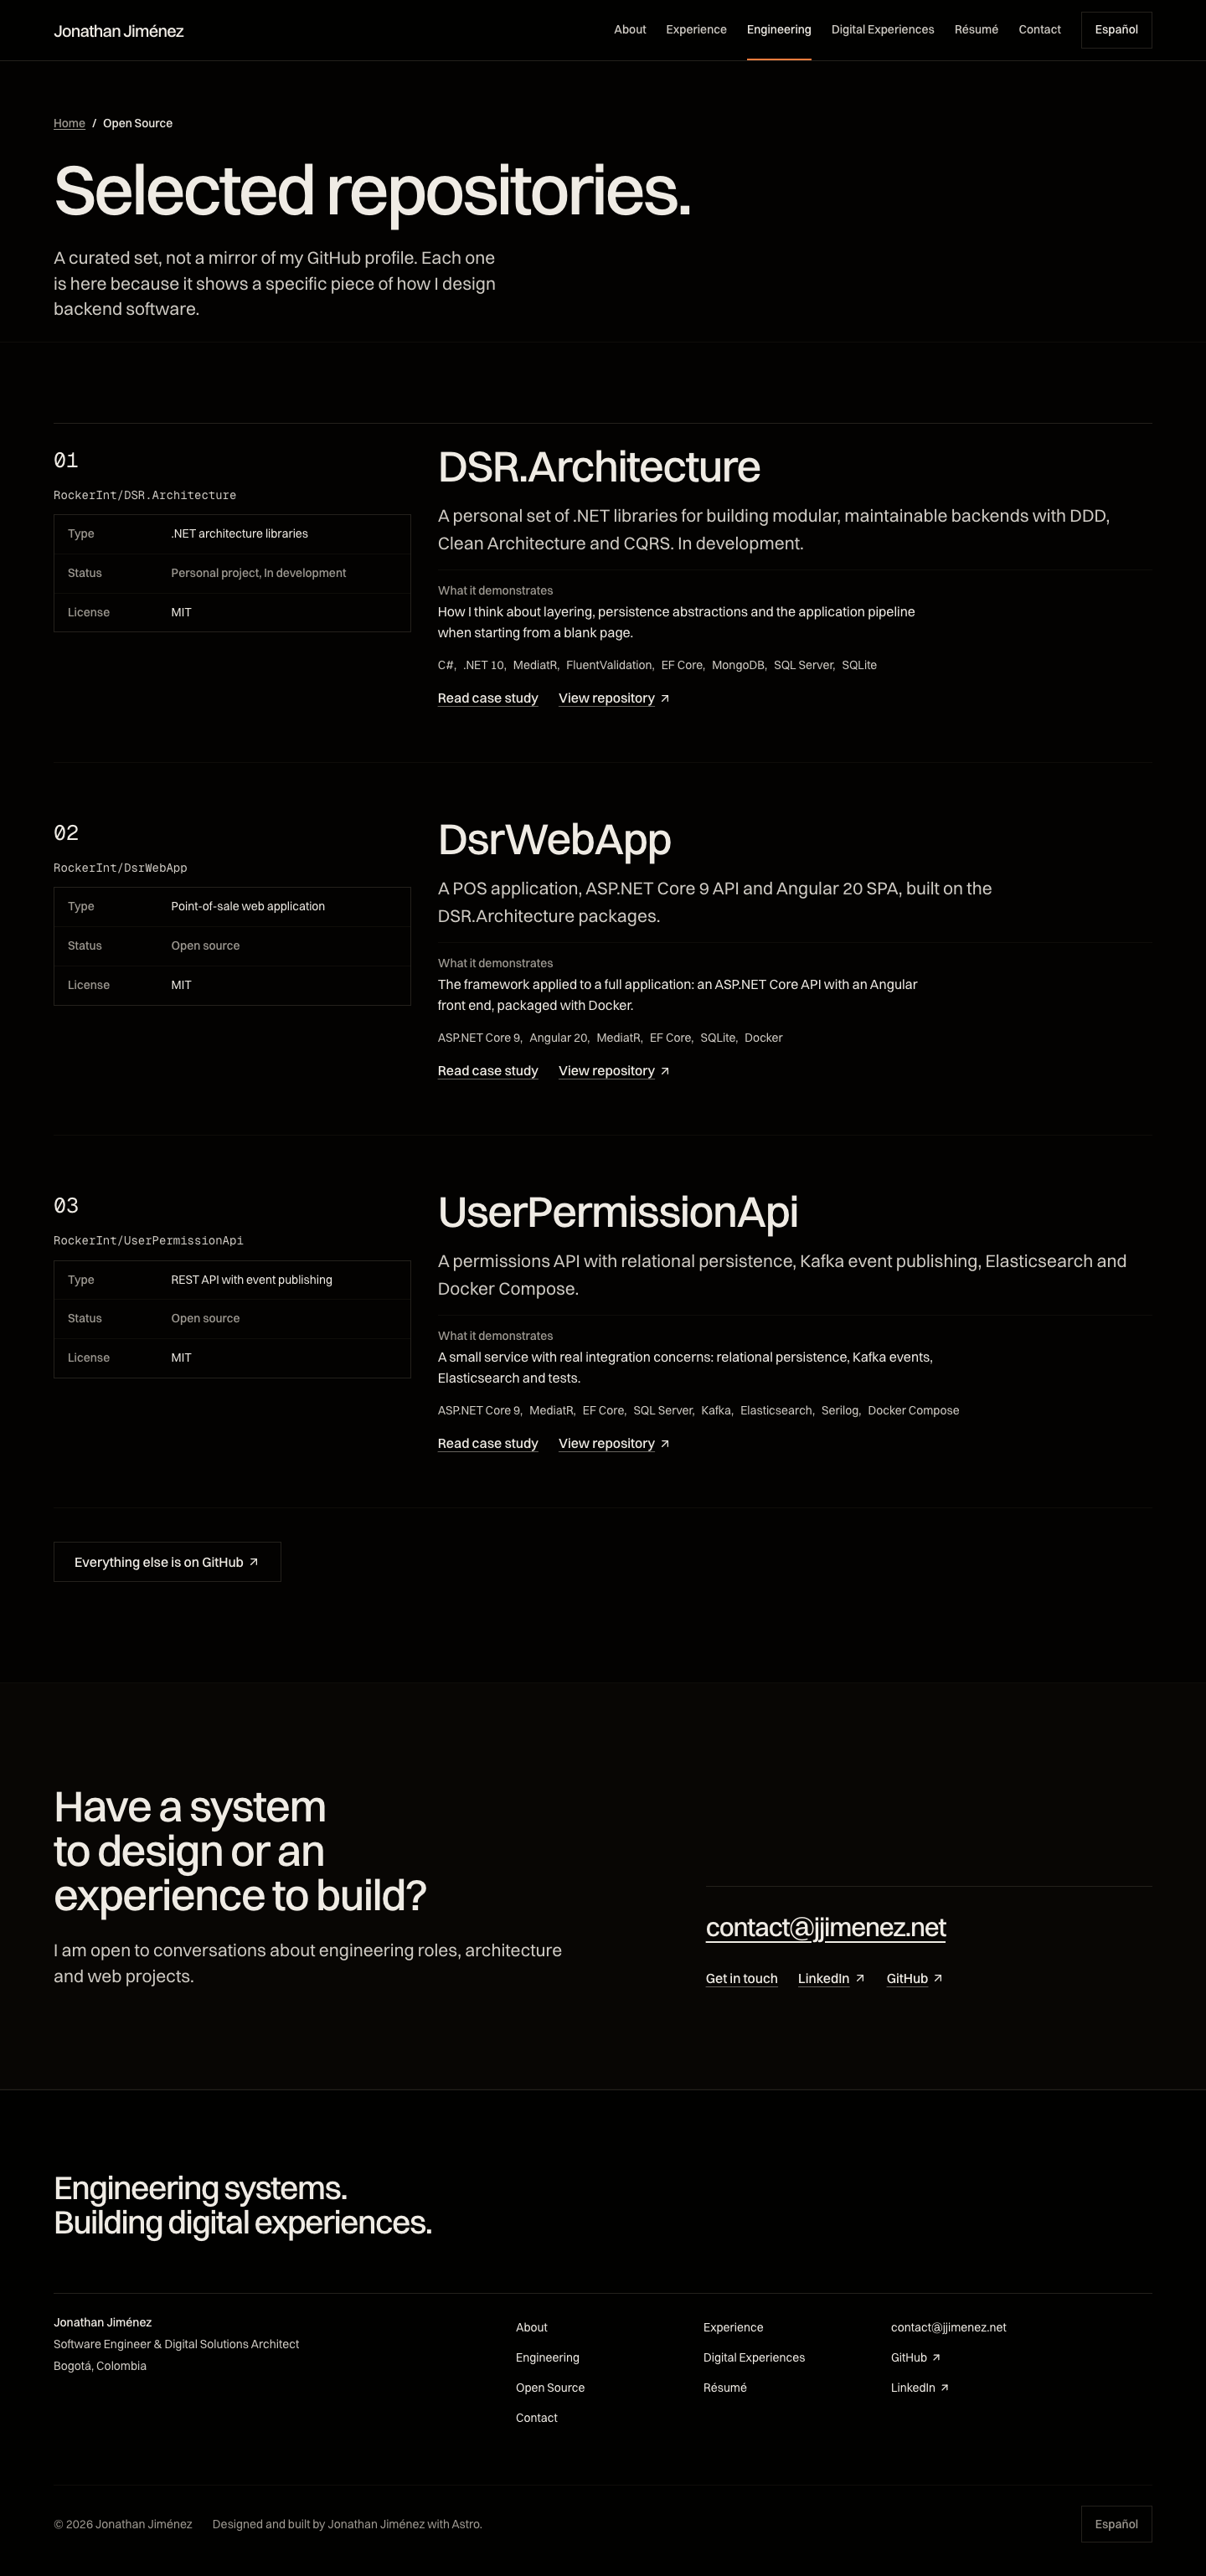 Jonathan Jiménez
About Experience Engineering Digital Experiences Résumé Contact Español
Home / Open Source
Selected repositories.
A curated set, not a mirror of my GitHub profile. Each one
is here because it shows a specific piece of how I design
backend software.
01
RockerInt/DSR.Architecture
Type .NET architecture libraries
Status Personal project, In development
License MIT
DSR.Architecture
A personal set of .NET libraries for building modular, maintainable backends with DDD,
Clean Architecture and CQRS. In development.
What it demonstrates
How I think about layering, persistence abstractions and the application pipeline
when starting from a blank page.
C#, .NET 10, MediatR, FluentValidation, EF Core, MongoDB, SQL Server, SQLite
Read case study View repository ↗
02
RockerInt/DsrWebApp
Type Point-of-sale web application
Status Open source
License MIT
DsrWebApp
A POS application, ASP.NET Core 9 API and Angular 20 SPA, built on the
DSR.Architecture packages.
What it demonstrates
The framework applied to a full application: an ASP.NET Core API with an Angular
front end, packaged with Docker.
ASP.NET Core 9, Angular 20, MediatR, EF Core, SQLite, Docker
Read case study View repository ↗
03
RockerInt/UserPermissionApi
Type REST API with event publishing
Status Open source
License MIT
UserPermissionApi
A permissions API with relational persistence, Kafka event publishing, Elasticsearch and
Docker Compose.
What it demonstrates
A small service with real integration concerns: relational persistence, Kafka events,
Elasticsearch and tests.
ASP.NET Core 9, MediatR, EF Core, SQL Server, Kafka, Elasticsearch, Serilog, Docker Compose
Read case study View repository ↗
Everything else is on GitHub ↗
Have a system
to design or an
experience to build?
I am open to conversations about engineering roles, architecture
and web projects.
contact@jjimenez.net
Get in touch LinkedIn ↗ GitHub ↗
Engineering systems.
Building digital experiences.
Jonathan Jiménez
Software Engineer & Digital Solutions Architect
Bogotá, Colombia
About
Engineering
Open Source
Contact
Experience
Digital Experiences
Résumé
contact@jjimenez.net
GitHub ↗
LinkedIn ↗
© 2026 Jonathan Jiménez Designed and built by Jonathan Jiménez with Astro.
Español